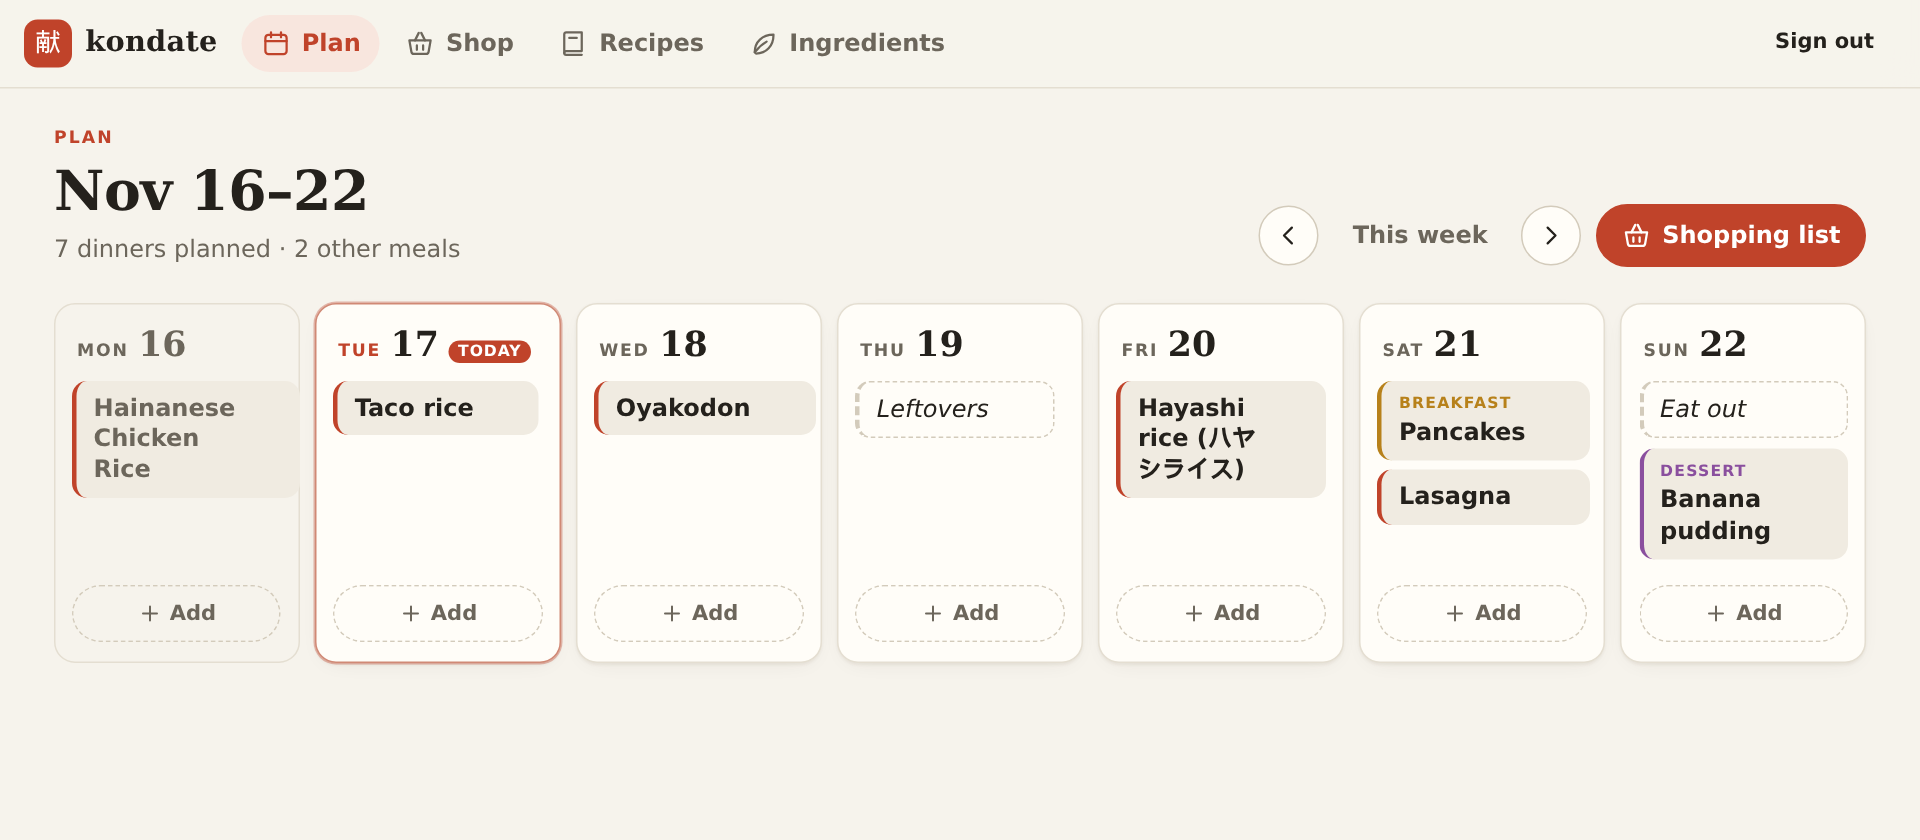 献 kondate Plan Shop Recipes Ingredients Sign out
PLAN
Nov 16–22
7 dinners planned · 2 other meals
This week
Shopping list
MON 16
Hainanese
Chicken
Rice
+ Add
TUE 17 TODAY
Taco rice
+ Add
WED 18
Oyakodon
+ Add
THU 19
Leftovers
+ Add
FRI 20
Hayashi
rice (ハヤ
シライス)
+ Add
SAT 21
BREAKFAST
Pancakes
Lasagna
+ Add
SUN 22
Eat out
DESSERT
Banana
pudding
+ Add